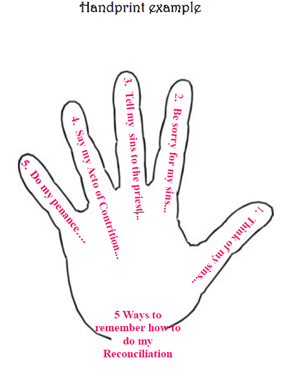 Handprint example
1. Think of my sins...
2. Be sorry for my sins...
3. Tell my sins to the priest...
4. Say my Acto of Contrition...
5. Do my penance....
5 Ways to
remember how to
do my
Reconciliation